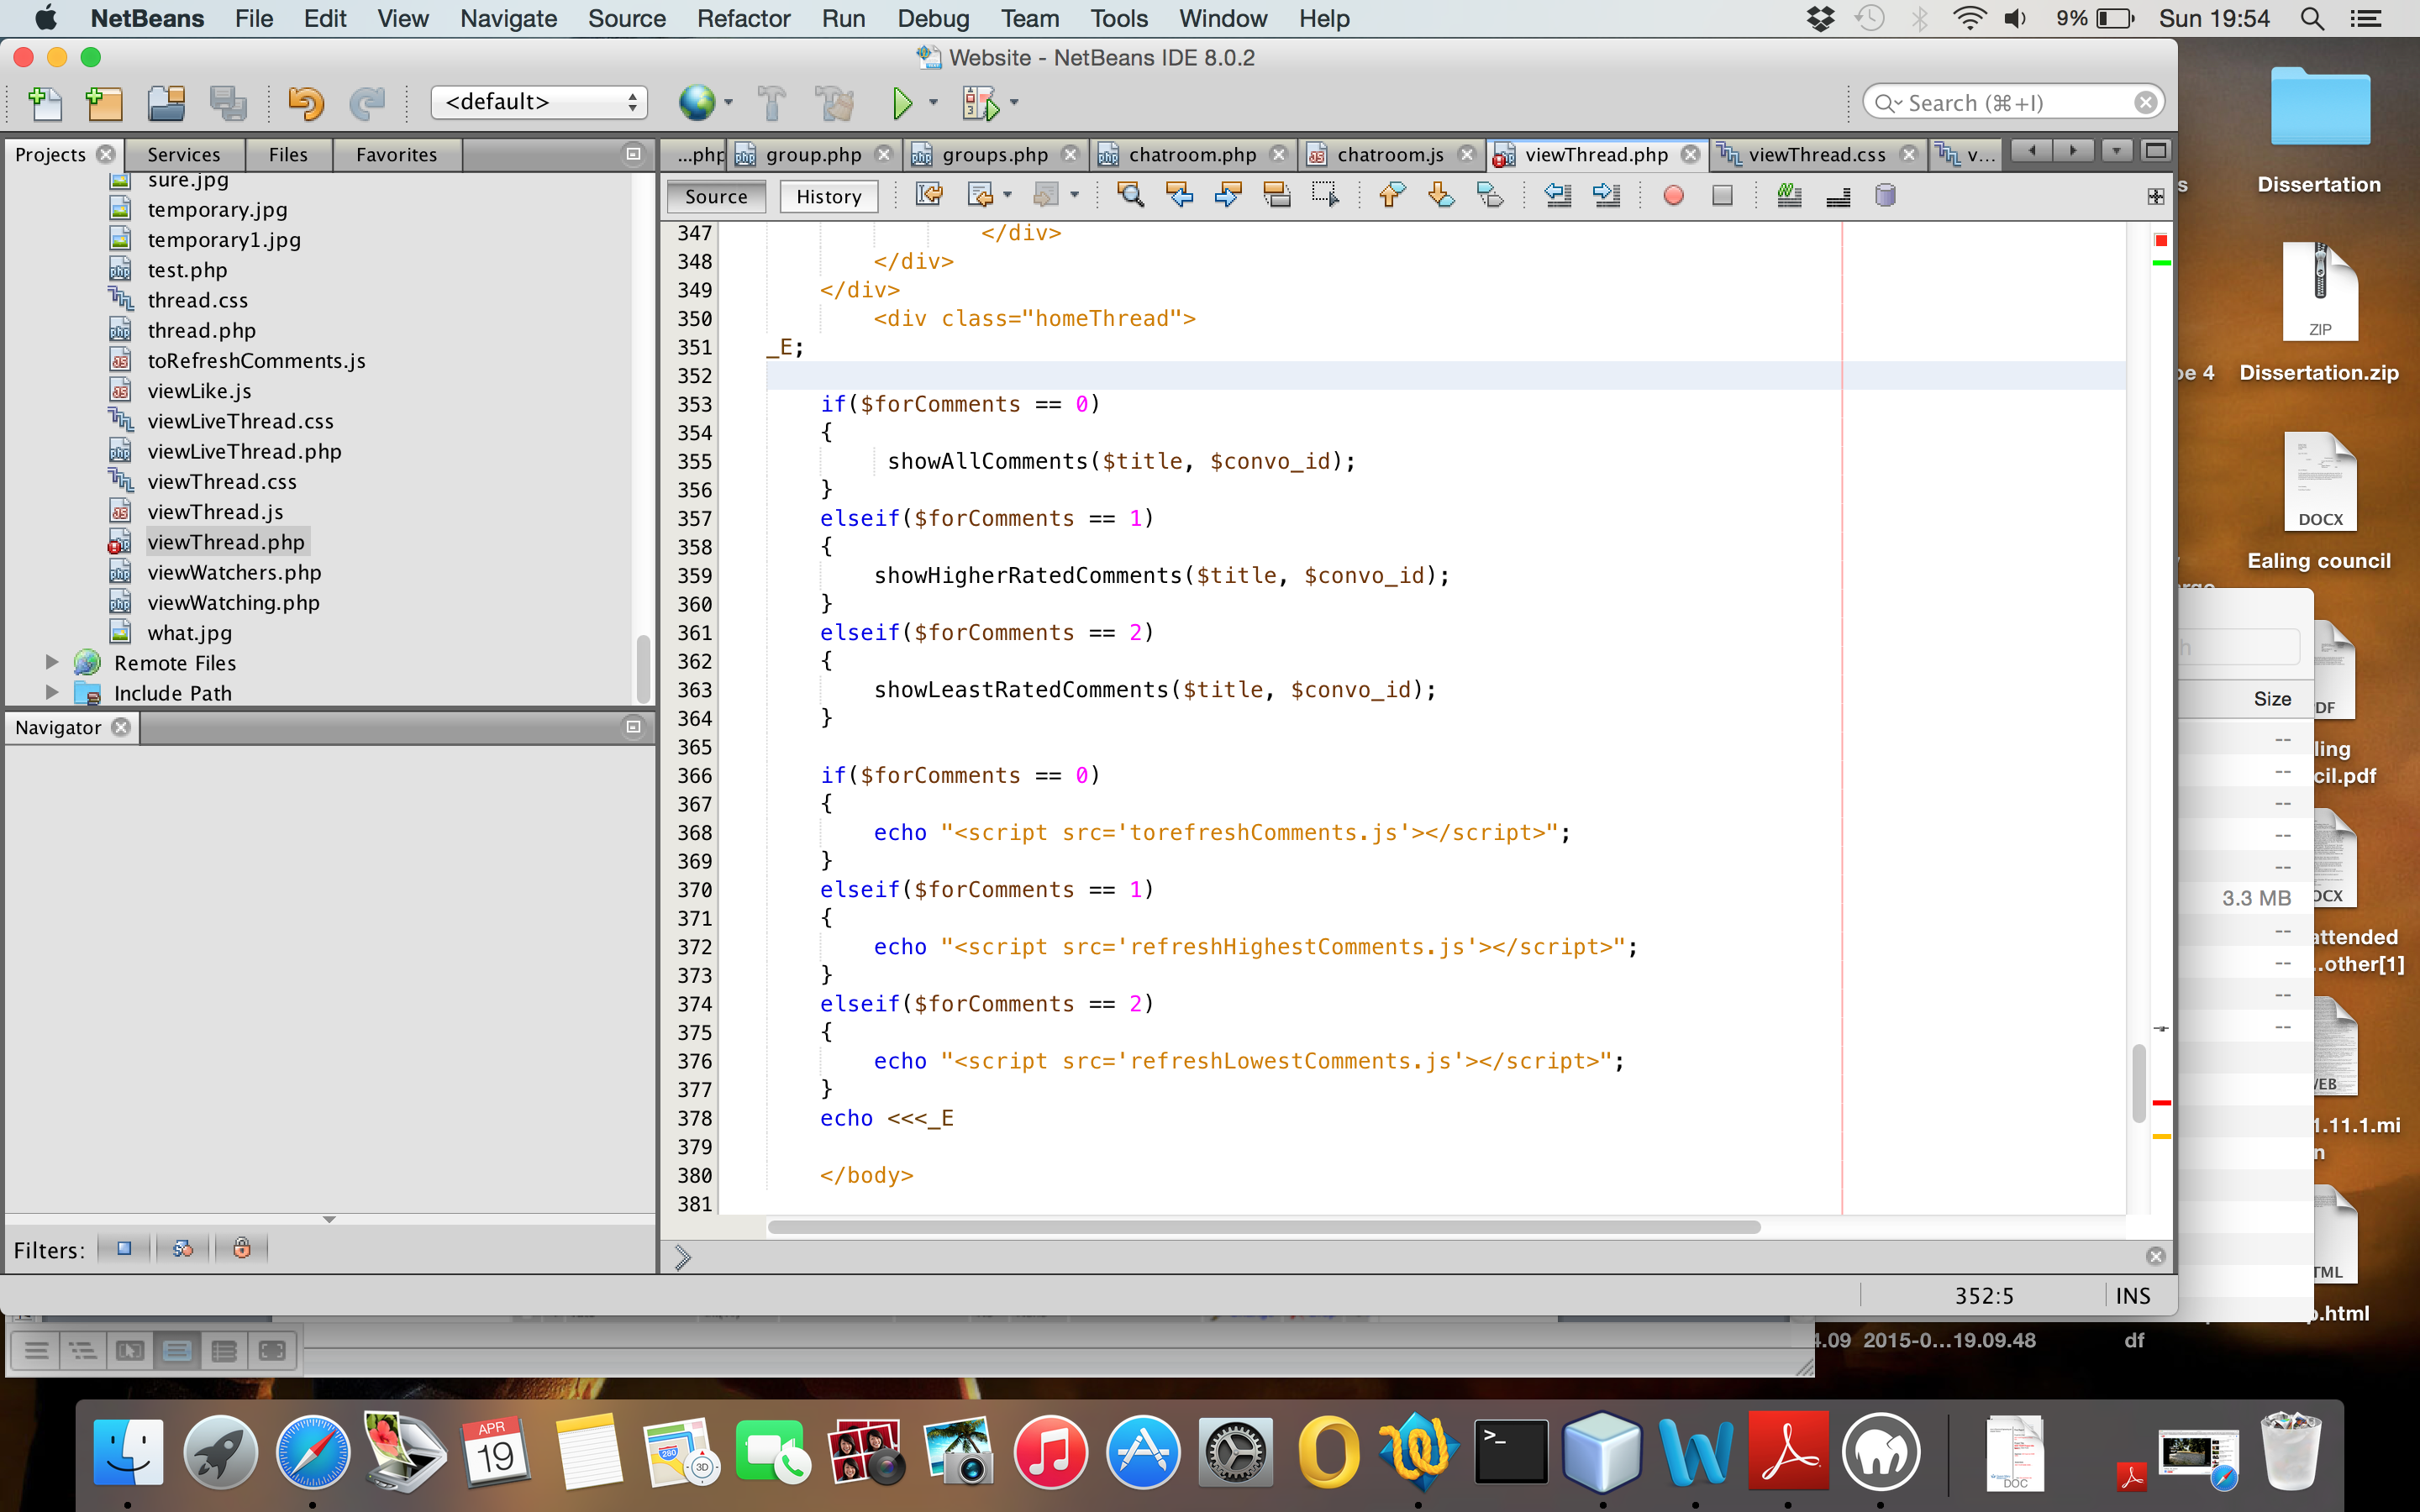 NetBeans File Edit View Navigate Source Refactor Run Debug Team Tools Window Help 9% Sun 19:54
Website - NetBeans IDE 8.0.2
<default> Search (⌘+I)
Projects Services Files Favorites
sure.jpg
temporary.jpg
temporary1.jpg
test.php
thread.css
thread.php
toRefreshComments.js
viewLike.js
viewLiveThread.css
viewLiveThread.php
viewThread.css
viewThread.js
viewThread.php
viewWatchers.php
viewWatching.php
what.jpg
Remote Files
Include Path
Navigator
Filters:
...php group.php groups.php chatroom.php chatroom.js viewThread.php viewThread.css v...
Source History
347 </div>
348 </div>
349 </div>
350 <div class="homeThread">
351 _E;
352
353 if($forComments == 0)
354 {
355 showAllComments($title, $convo_id);
356 }
357 elseif($forComments == 1)
358 {
359 showHigherRatedComments($title, $convo_id);
360 }
361 elseif($forComments == 2)
362 {
363 showLeastRatedComments($title, $convo_id);
364 }
365
366 if($forComments == 0)
367 {
368 echo "<script src='torefreshComments.js'></script>";
369 }
370 elseif($forComments == 1)
371 {
372 echo "<script src='refreshHighestComments.js'></script>";
373 }
374 elseif($forComments == 2)
375 {
376 echo "<script src='refreshLowestComments.js'></script>";
377 }
378 echo <<<_E
379
380 </body>
381
352:5 INS
Dissertation
ZIP
Dissertation.zip
pe 4
DOCX
Ealing council
Size
DF
ling
cil.pdf
3.3 MB
OCX
attended
...other[1]
EB
1.11.1.mi
n
TML
p.html
4.09 2015-0...19.09.48
df
APR
19
280
3D
>_
DOC